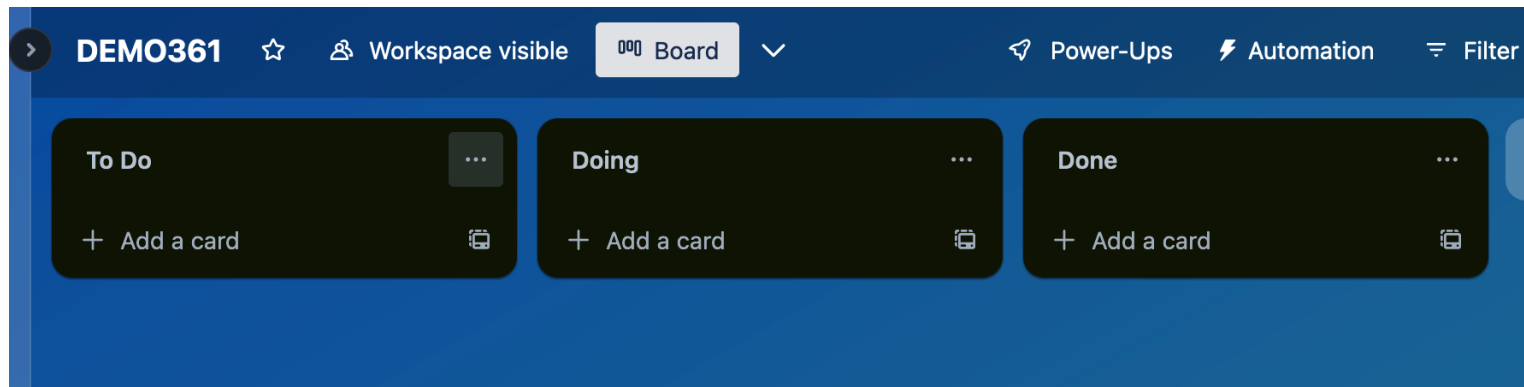 DEMO361 Workspace visible Board Power-Ups Automation Filter
To Do ... Doing ... Done ...
+ Add a card + Add a card + Add a card